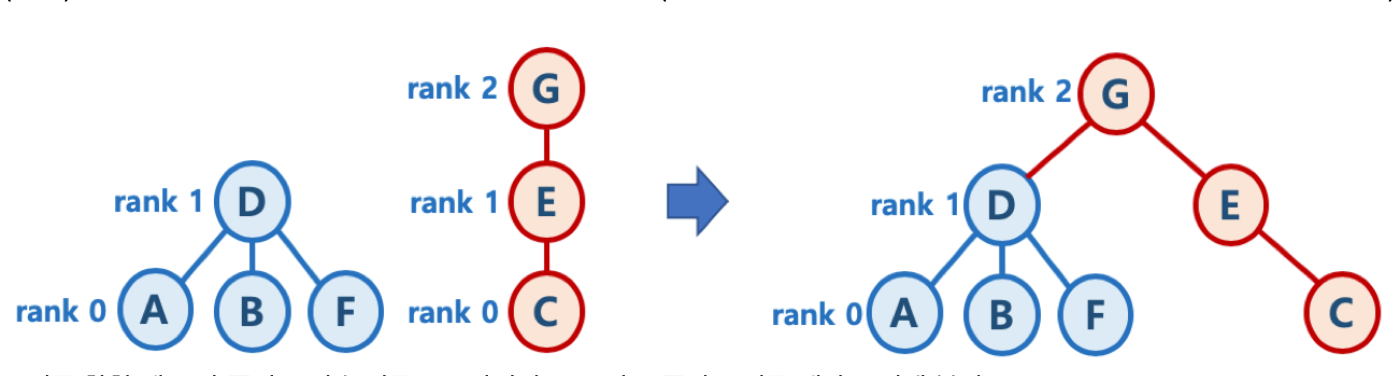 rank 2 G
rank 2 G
rank 1 D
rank 1 E
rank 1 D
E
rank 0 A B F
rank 0 C
rank 0 A B F
C